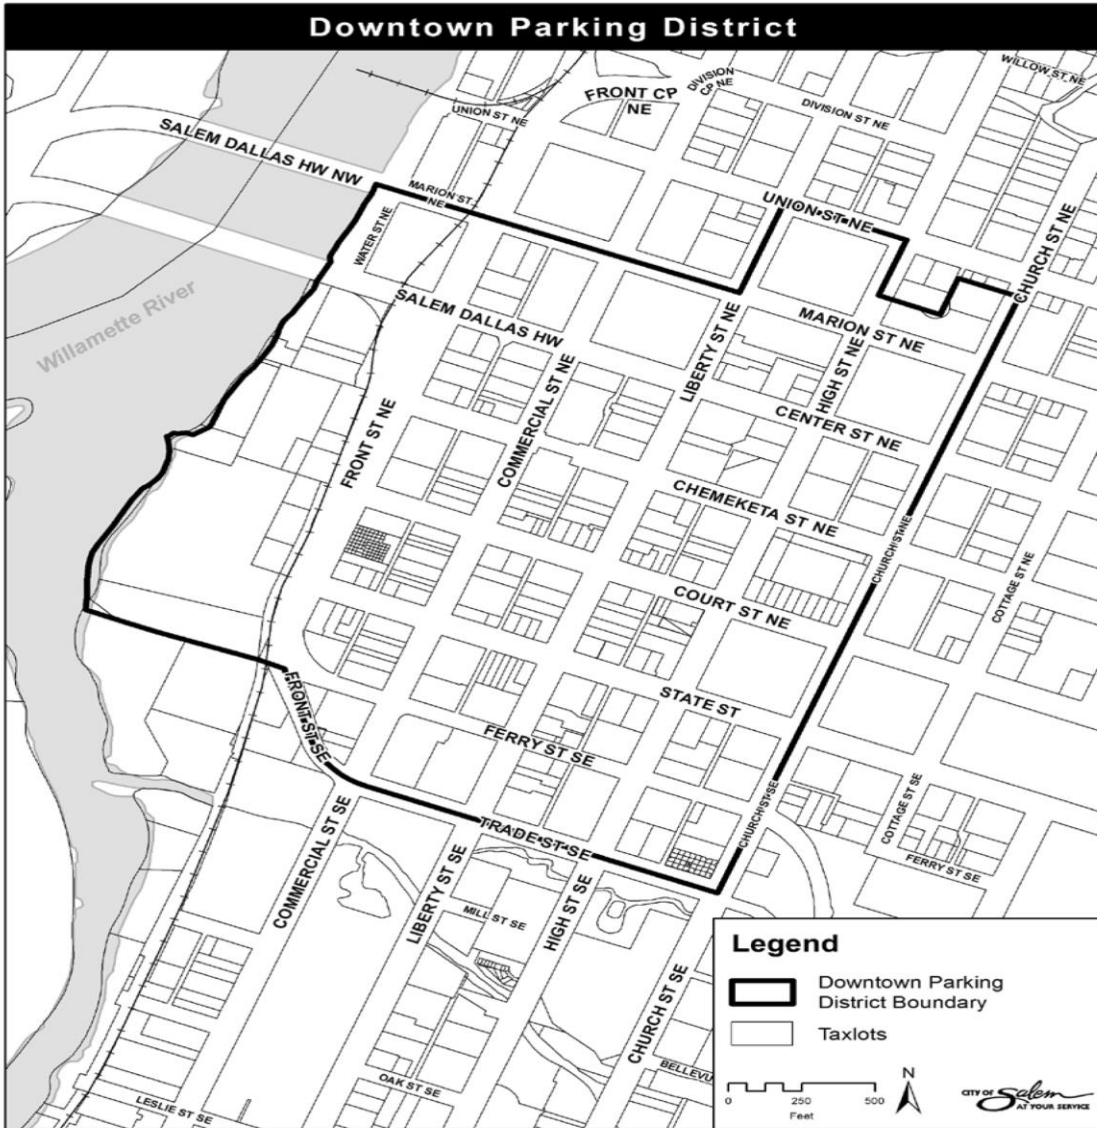 Downtown Parking District
WILLOW ST NE
FRONT CP
NE
DIVISION
CP NE
DIVISION ST NE
UNION ST NE
SALEM DALLAS HW NW
MARION ST
NE
UNION ST NE
CHURCH ST NE
WATER ST NE
Willamette River
SALEM DALLAS HW
MARION ST NE
LIBERTY ST NE
HIGH ST NE
COMMERCIAL ST NE
CENTER ST NE
FRONT ST NE
CHEMEKETA ST NE
CHURCH ST NE
COTTAGE ST NE
COURT ST NE
STATE ST
FRONT ST SE
FERRY ST SE
CHURCH ST SE
COTTAGE ST SE
TRADE ST SE
FERRY ST SE
COMMERCIAL ST SE
LIBERTY ST SE
HIGH ST SE
MILL ST SE
CHURCH ST SE
BELLEVU
OAK ST SE
LESLIE ST SE
Legend
Downtown Parking
District Boundary
Taxlots
N
0 250 500
Feet
CITY OF Salem
AT YOUR SERVICE